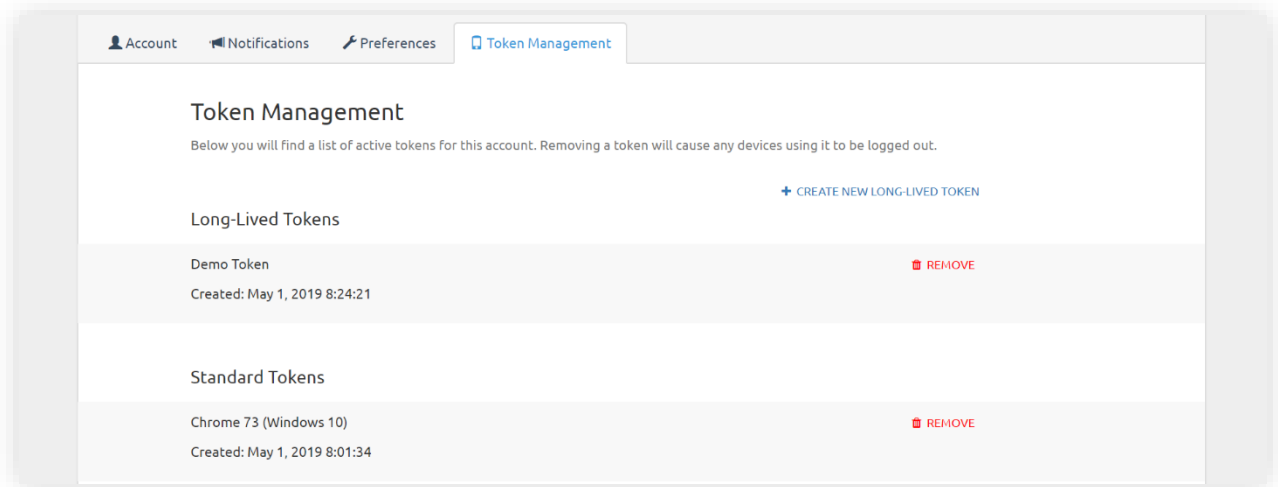 Account Notifications Preferences Token Management
Token Management
Below you will find a list of active tokens for this account. Removing a token will cause any devices using it to be logged out.
+ CREATE NEW LONG-LIVED TOKEN
Long-Lived Tokens
Demo Token REMOVE
Created: May 1, 2019 8:24:21
Standard Tokens
Chrome 73 (Windows 10) REMOVE
Created: May 1, 2019 8:01:34